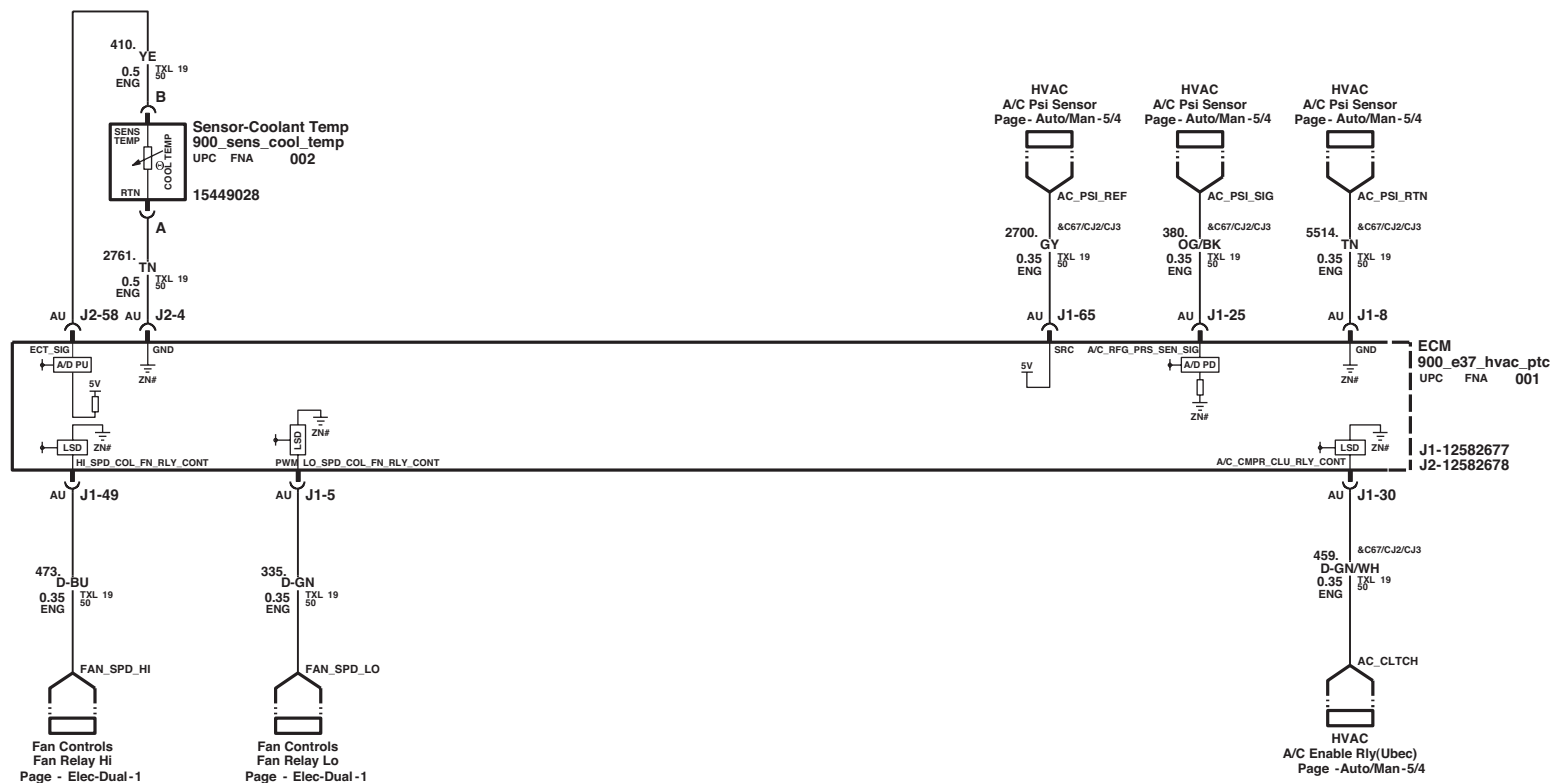 410.
YE
0.5
ENG
TXL 19
50
B
SENS
TEMP
COOL TEMP
RTN
Sensor-Coolant Temp
900_sens_cool_temp
UPC FNA 002
15449028
A
2761.
TN
0.5
ENG
TXL 19
50
AU J2-58
AU J2-4
HVAC
A/C Psi Sensor
Page - Auto/Man-5/4
AC_PSI_REF
2700.
&C67/CJ2/CJ3
GY
0.35
ENG
TXL 19
50
AU J1-65
HVAC
A/C Psi Sensor
Page - Auto/Man-5/4
AC_PSI_SIG
380.
&C67/CJ2/CJ3
OG/BK
0.35
ENG
TXL 19
50
AU J1-25
HVAC
A/C Psi Sensor
Page - Auto/Man-5/4
AC_PSI_RTN
5514.
&C67/CJ2/CJ3
TN
0.35
ENG
TXL 19
50
AU J1-8
ECT_SIG
A/D PU
5V
GND
ZN#
SRC
5V
A/C_RFG_PRS_SEN_SIG
A/D PD
ZN#
GND
ZN#
ECM
900_e37_hvac_ptc
UPC FNA 001
LSD
ZN#
HI_SPD_COL_FN_RLY_CONT
LSD
ZN#
PWM LO_SPD_COL_FN_RLY_CONT
LSD
ZN#
A/C_CMPR_CLU_RLY_CONT
J1-12582677
J2-12582678
AU J1-49
473.
D-BU
0.35
ENG
TXL 19
50
FAN_SPD_HI
Fan Controls
Fan Relay Hi
Page - Elec-Dual-1
AU J1-5
335.
D-GN
0.35
ENG
TXL 19
50
FAN_SPD_LO
Fan Controls
Fan Relay Lo
Page - Elec-Dual-1
AU J1-30
459.
&C67/CJ2/CJ3
D-GN/WH
0.35
ENG
TXL 19
50
AC_CLTCH
HVAC
A/C Enable Rly(Ubec)
Page -Auto/Man-5/4